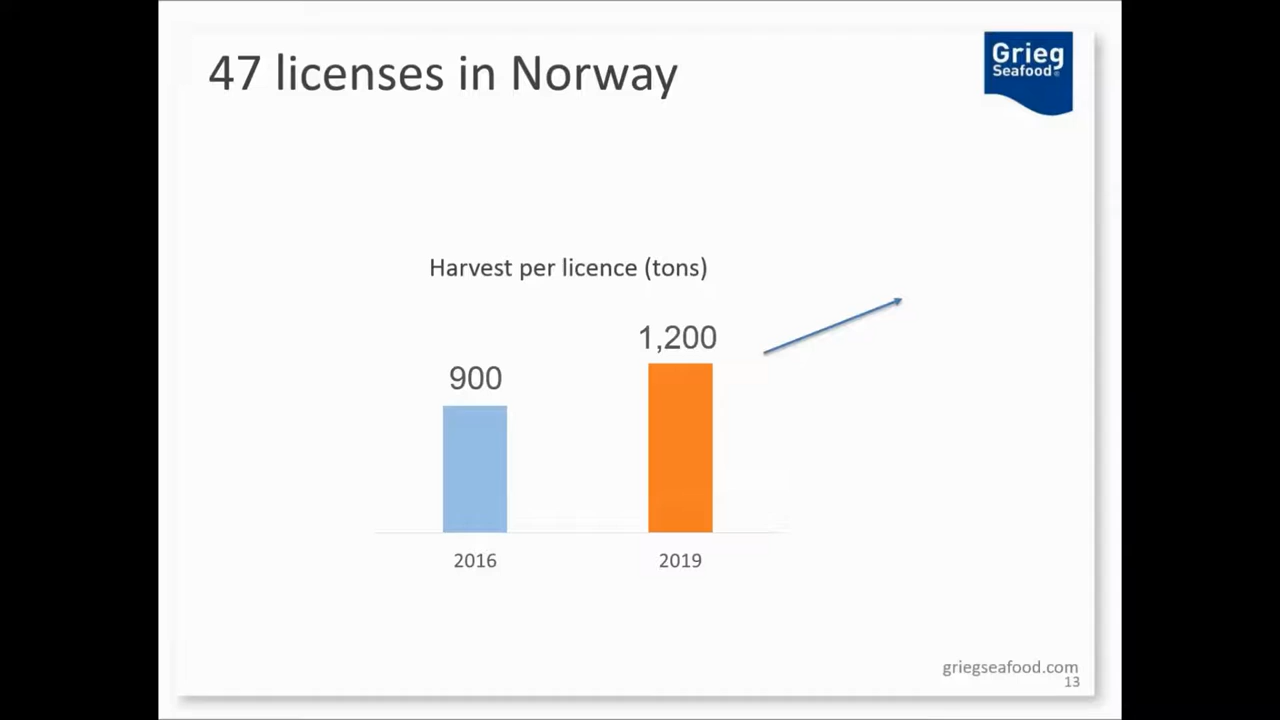 47 licenses in Norway
Grieg
Seafood®
Harvest per licence (tons)
1,200
900
2016
2019
griegseafood.com
13